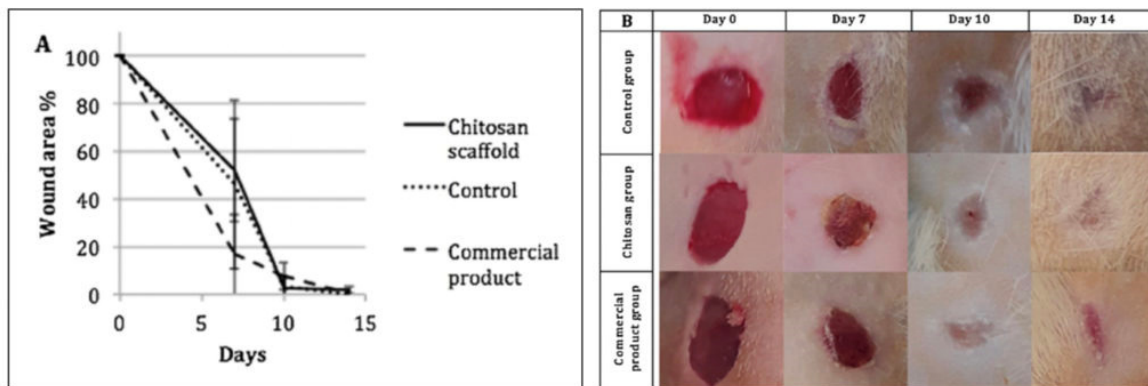 A
100
80
60
40
20
0
Wound area %
0 5 10 15
Days
Chitosan
scaffold
Control
Commercial
product
B
Day 0 Day 7 Day 10 Day 14
Control group
Chitosan group
Commercial
product group